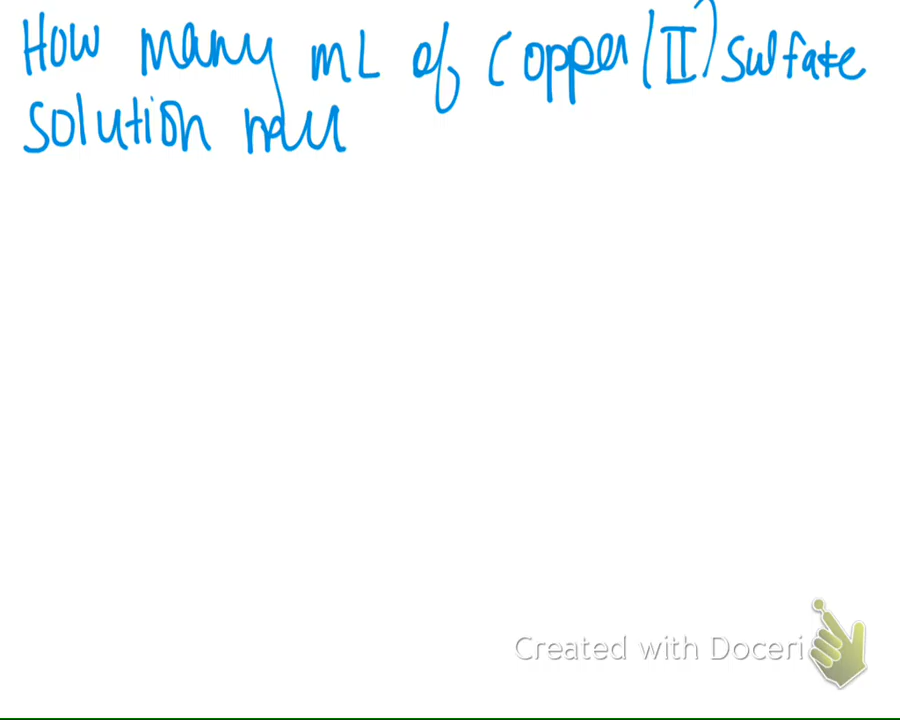 How many mL of Copper (II) sulfate
solution
Created with Doceri